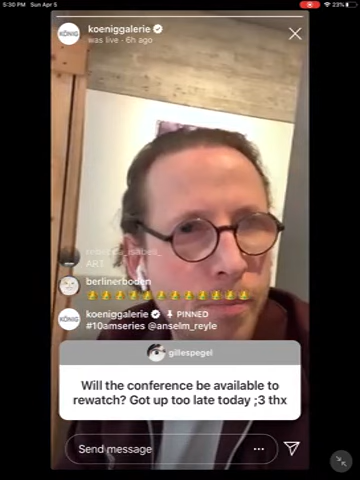 5:30 PM Sun Apr 5
23%
KÖNIG
koeniggalerie
was live · 6h ago
ART
berlinerboden
KÖNIG
koeniggalerie PINNED
#10amseries @anselm_reyle
gillespegel
Will the conference be available to
rewatch? Got up too late today ;3 thx
Send message